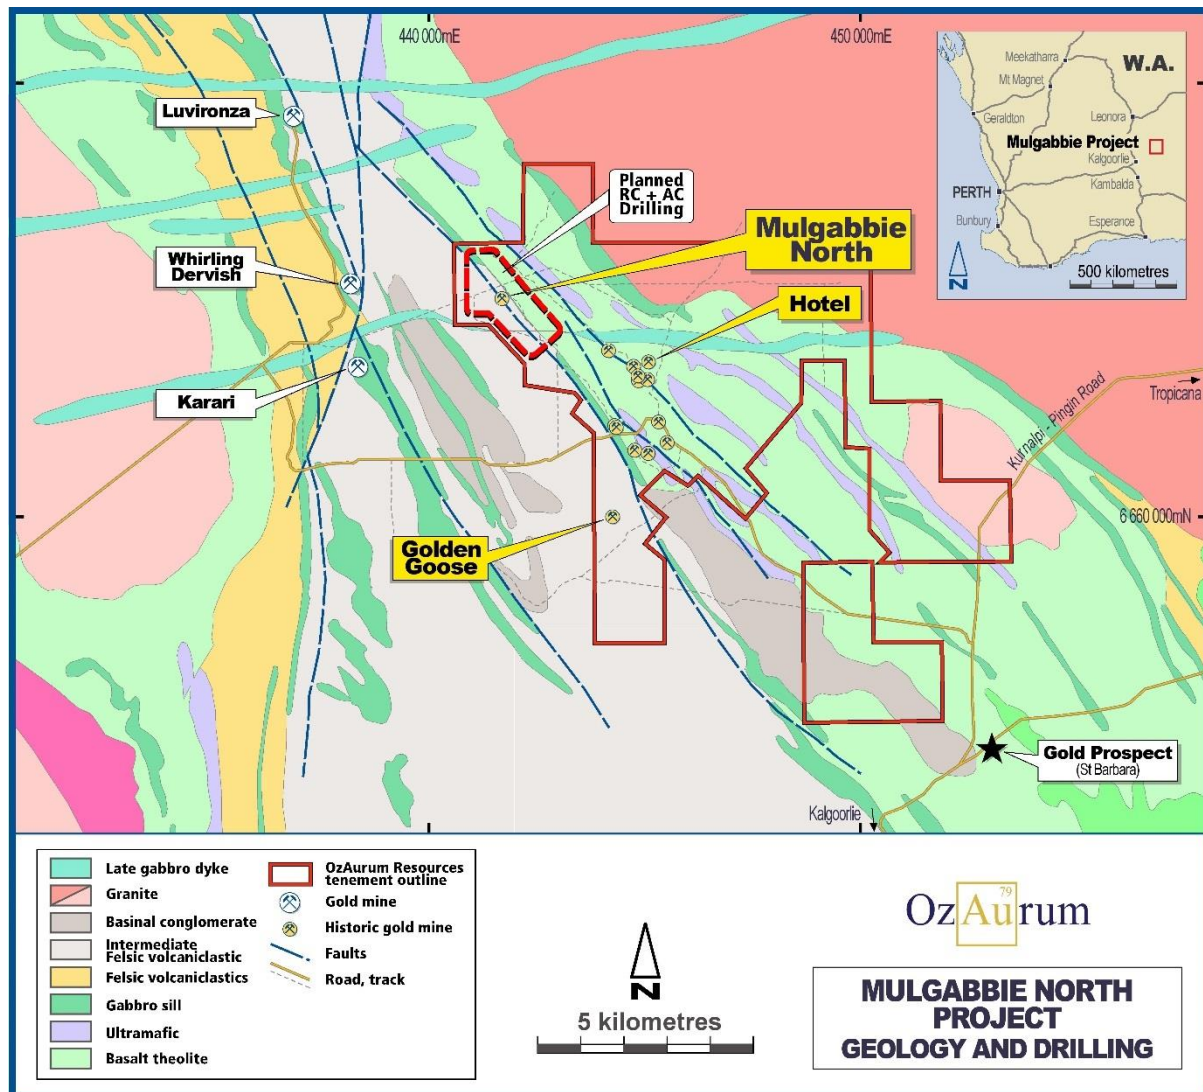 440 000mE
450 000mE
Luvironza
Planned
RC + AC
Drilling
Mulgabbie
North
Whirling
Dervish
Hotel
Karari
Tropicana
Kurnalpi - Pingin Road
6 660 000mN
Golden
Goose
Gold Prospect
(St Barbara)
Kalgoorlie
W.A.
Meekatharra
Mt Magnet
Geraldton
Leonora
Mulgabbie Project
Kalgoorlie
Kambalda
PERTH
Bunbury
Esperance
N
500 kilometres
Late gabbro dyke
Granite
Basinal conglomerate
Intermediate
Felsic volcaniclastic
Felsic volcaniclastics
Gabbro sill
Ultramafic
Basalt theolite
OzAurum Resources
tenement outline
Gold mine
Historic gold mine
Faults
Road, track
N
5 kilometres
79
OzAurum
MULGABBIE NORTH
PROJECT
GEOLOGY AND DRILLING